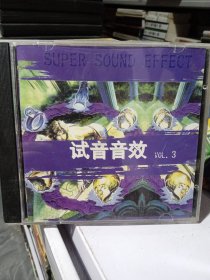 SUPER SOUND EFFECT
试音音效 VOL. 3